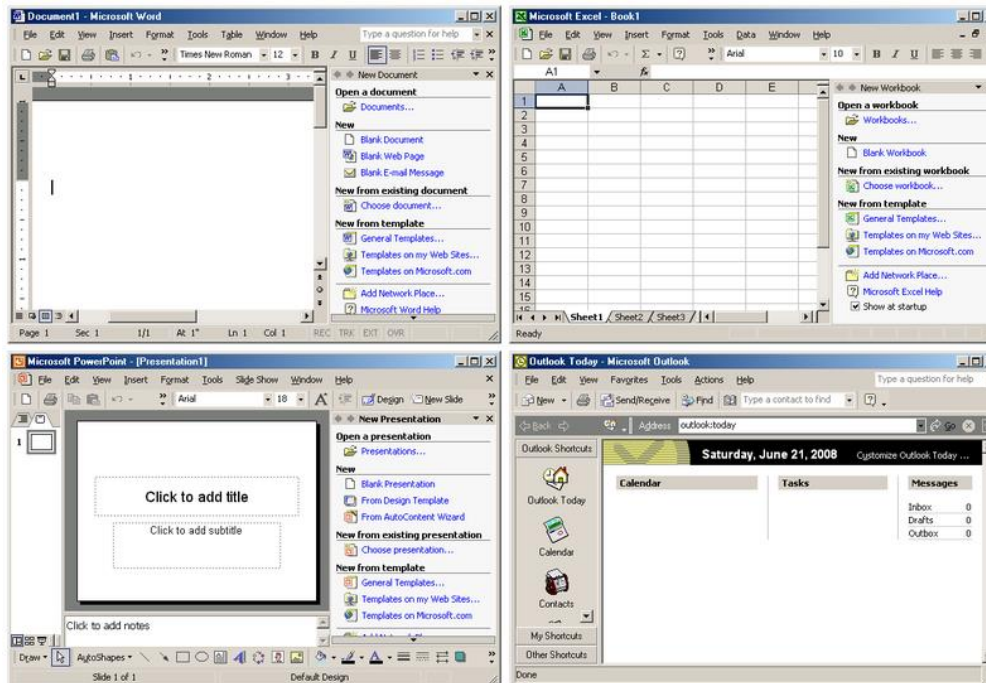 Document1 - Microsoft Word
File Edit View Insert Format Tools Table Window Help Type a question for help
Times New Roman 12 B I U
1 2 3
New Document
Open a document
Documents...
New
Blank Document
Blank Web Page
Blank E-mail Message
New from existing document
Choose document...
New from template
General Templates...
Templates on my Web Sites...
Templates on Microsoft.com
Add Network Place...
Microsoft Word Help
Page 1 Sec 1 1/1 At 1" Ln 1 Col 1 REC TRK EXT OVR
Microsoft Excel - Book1
File Edit View Insert Format Tools Data Window Help
Arial 10 B I U
A1 fx
A B C D E
1
2
3
4
5
6
7
8
9
10
11
12
13
14
15
16
New Workbook
Open a workbook
Workbooks...
New
Blank Workbook
New from existing workbook
Choose workbook...
New from template
General Templates...
Templates on my Web Sites...
Templates on Microsoft.com
Add Network Place...
Microsoft Excel Help
Show at startup
Sheet1 Sheet2 Sheet3
Ready
Microsoft PowerPoint - [Presentation1]
File Edit View Insert Format Tools Slide Show Window Help
Arial 18 A Design New Slide
1
Click to add title
Click to add subtitle
Click to add notes
New Presentation
Open a presentation
Presentations...
New
Blank Presentation
From Design Template
From AutoContent Wizard
New from existing presentation
Choose presentation...
New from template
General Templates...
Templates on my Web Sites...
Templates on Microsoft.com
Draw AutoShapes
Slide 1 of 1 Default Design
Outlook Today - Microsoft Outlook
File Edit View Favorites Tools Actions Help Type a question for help
New Send/Receive Find Type a contact to find
Back Address outlook:today Go
Outlook Shortcuts
Outlook Today
Calendar
Contacts
My Shortcuts
Other Shortcuts
Saturday, June 21, 2008 Customize Outlook Today ...
Calendar Tasks Messages
Inbox 0
Drafts 0
Outbox 0
Done